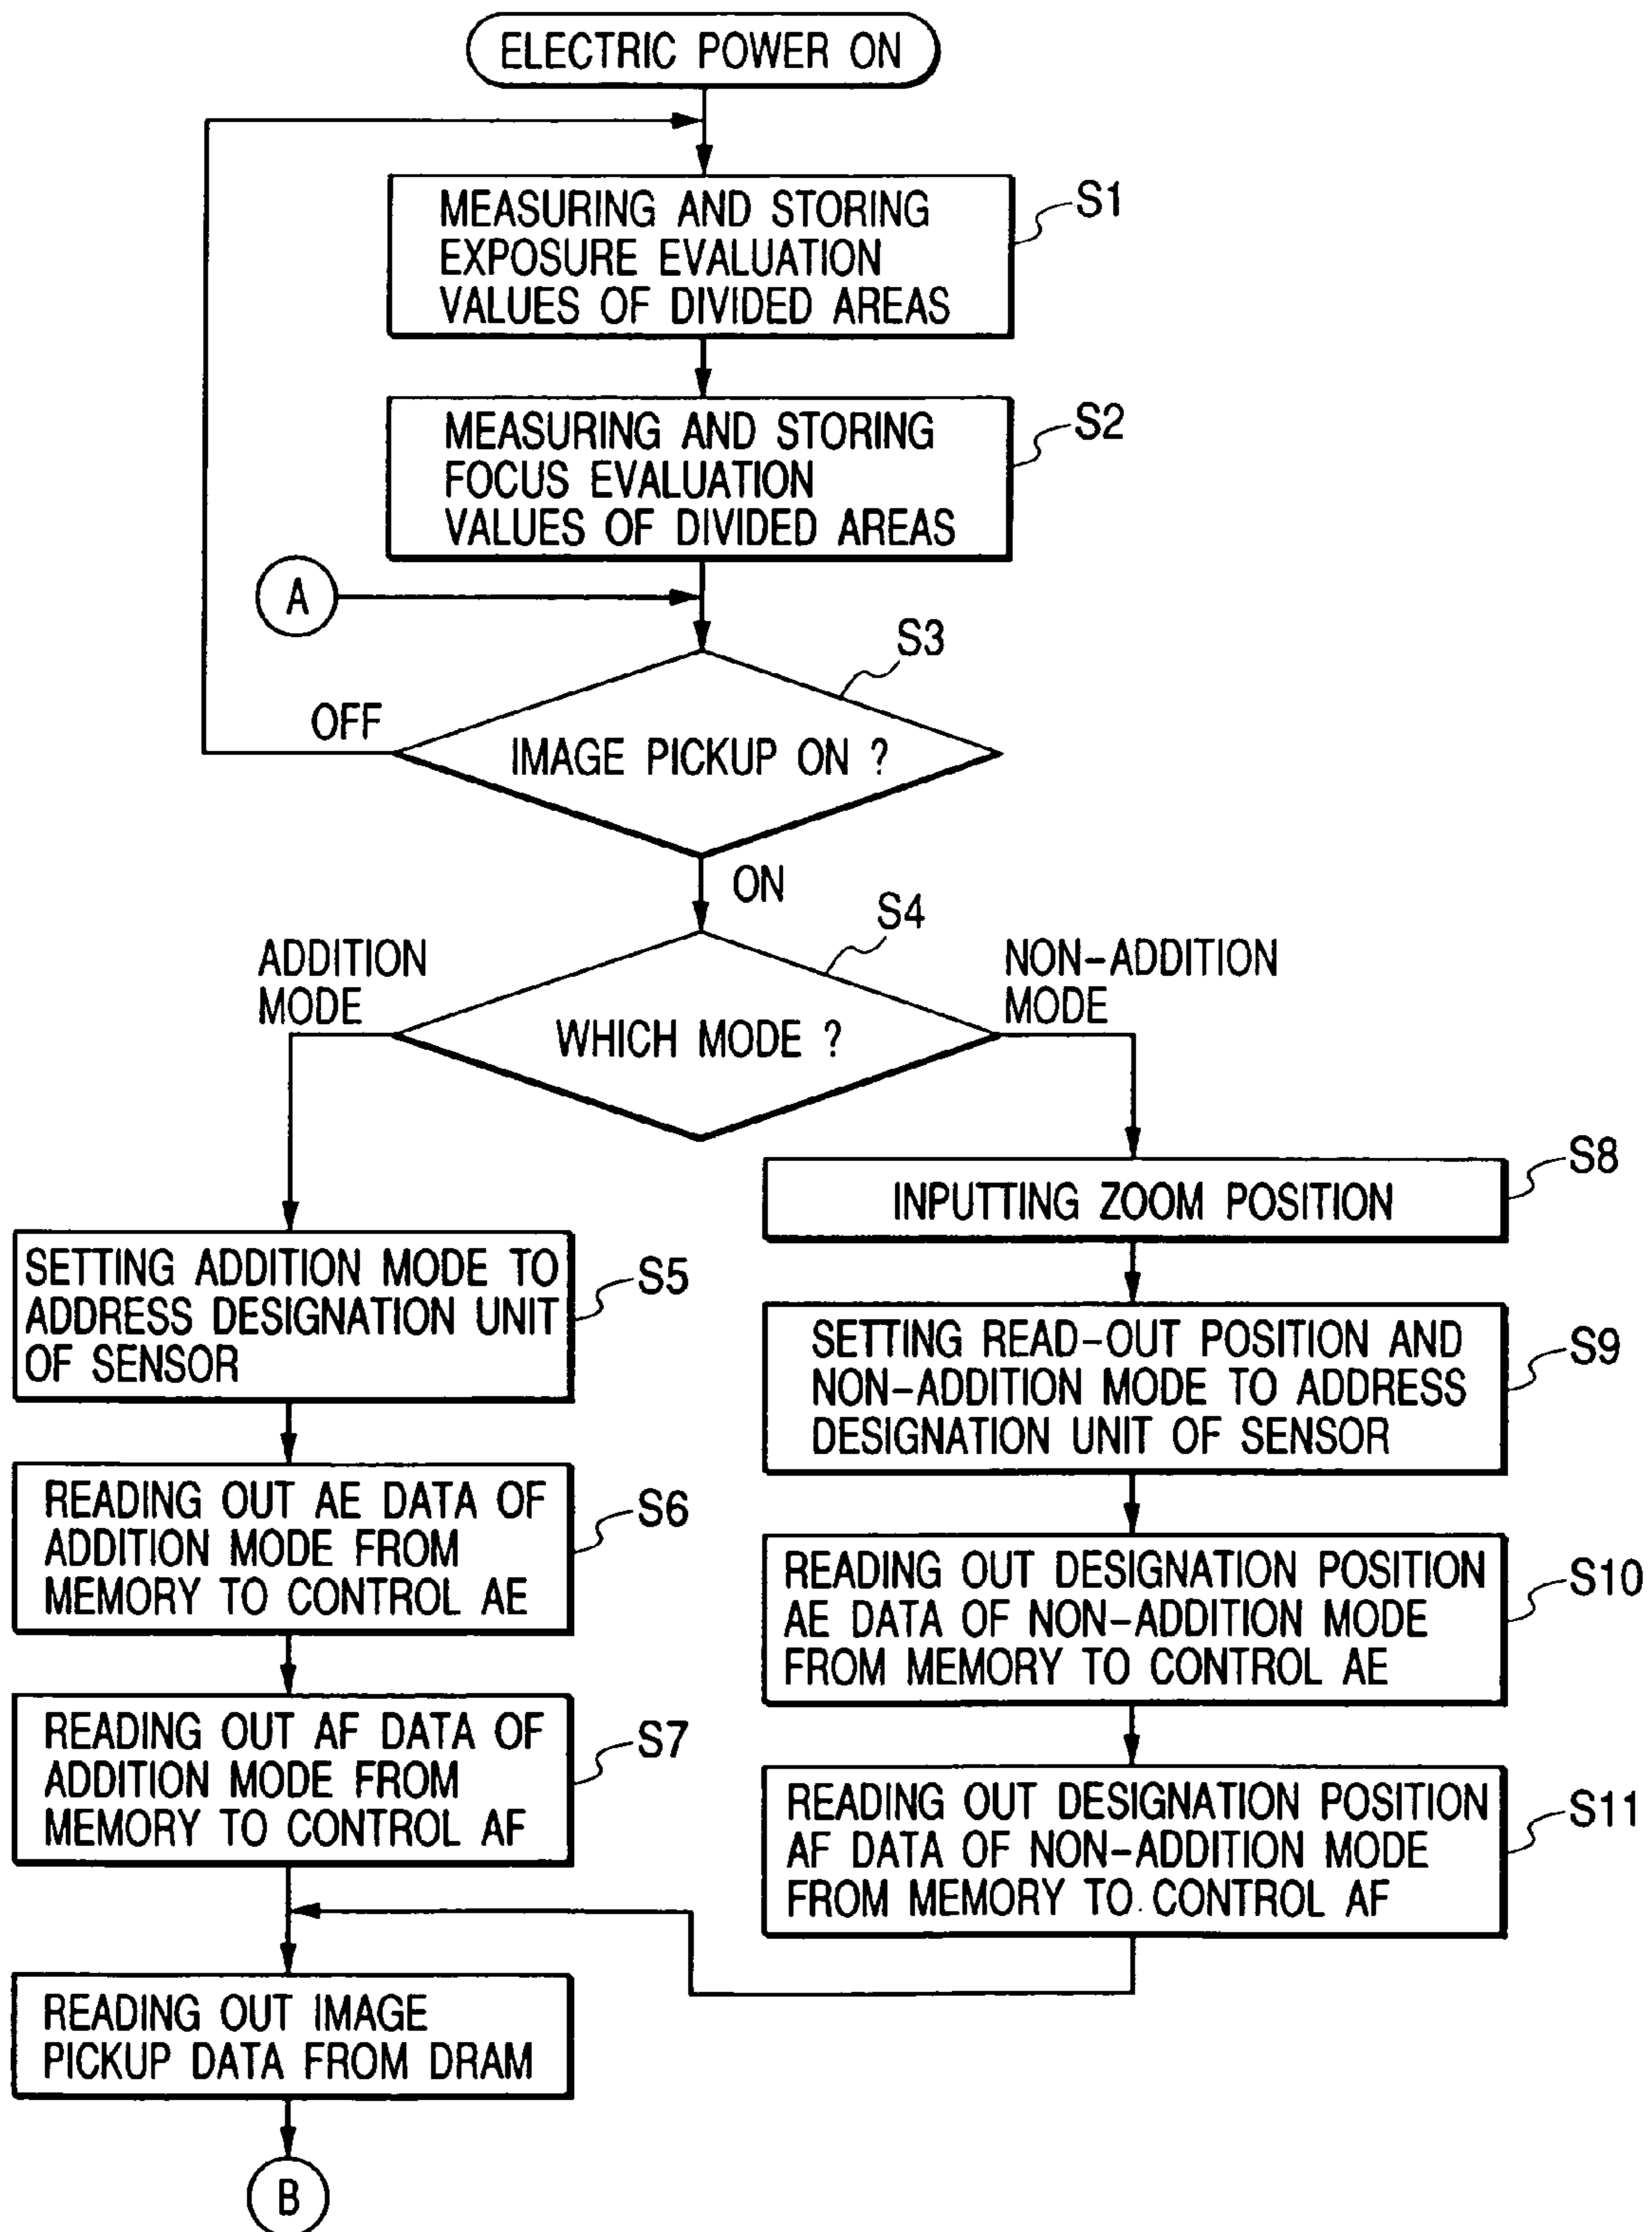 ELECTRIC POWER ON
MEASURING AND STORING
EXPOSURE EVALUATION
VALUES OF DIVIDED AREAS
S1
MEASURING AND STORING
FOCUS EVALUATION
VALUES OF DIVIDED AREAS
S2
A
S3
OFF
IMAGE PICKUP ON ?
ON
S4
ADDITION
MODE
NON-ADDITION
MODE
WHICH MODE ?
SETTING ADDITION MODE TO
ADDRESS DESIGNATION UNIT
OF SENSOR
S5
READING OUT AE DATA OF
ADDITION MODE FROM
MEMORY TO CONTROL AE
S6
READING OUT AF DATA OF
ADDITION MODE FROM
MEMORY TO CONTROL AF
S7
INPUTTING ZOOM POSITION
S8
SETTING READ-OUT POSITION AND
NON-ADDITION MODE TO ADDRESS
DESIGNATION UNIT OF SENSOR
S9
READING OUT DESIGNATION POSITION
AE DATA OF NON-ADDITION MODE
FROM MEMORY TO CONTROL AE
S10
READING OUT DESIGNATION POSITION
AF DATA OF NON-ADDITION MODE
FROM MEMORY TO CONTROL AF
S11
READING OUT IMAGE
PICKUP DATA FROM DRAM
B